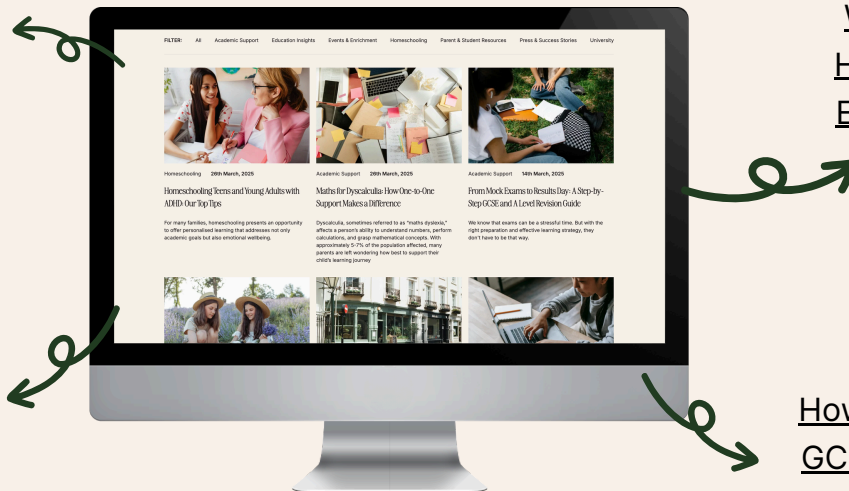 FILTER: All Academic Support Education Insights Events & Enrichment Homeschooling Parent & Student Resources Press & Success Stories University
Homeschooling 26th March, 2025
Homeschooling Teens and Young Adults with
ADHD: Our Top Tips
For many families, homeschooling presents an opportunity
to offer personalised learning that addresses not only
academic goals but also emotional wellbeing.
Academic Support 26th March, 2025
Maths for Dyscalculia: How One-to-One
Support Makes a Difference
Dyscalculia, sometimes referred to as "maths dyslexia,"
affects a person's ability to understand numbers, perform
calculations, and grasp mathematical concepts. With
approximately 5-7% of the population affected, many
parents are left wondering how best to support their
child's learning journey
Academic Support 14th March, 2025
From Mock Exams to Results Day: A Step-by-
Step GCSE and A Level Revision Guide
We know that exams can be a stressful time. But with the
right preparation and effective learning strategy, they
don't have to be that way.
H
E
How
GC